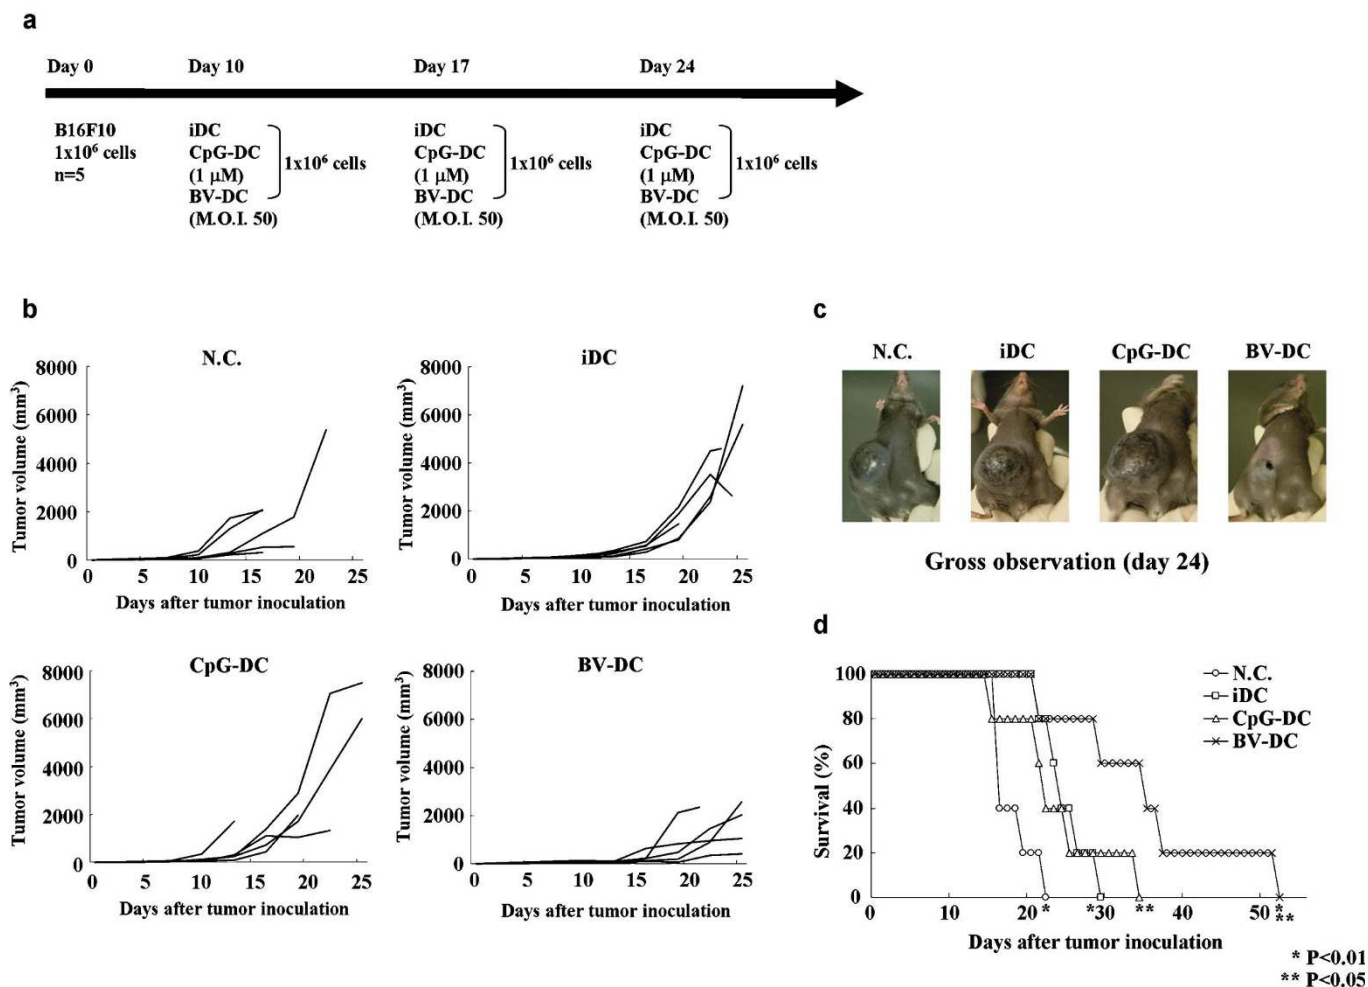 a
Day 0 Day 10 Day 17 Day 24
B16F10
1x10⁶ cells
n=5
iDC
CpG-DC
(1 μM)
BV-DC
(M.O.I. 50)
1x10⁶ cells
iDC
CpG-DC
(1 μM)
BV-DC
(M.O.I. 50)
1x10⁶ cells
iDC
CpG-DC
(1 μM)
BV-DC
(M.O.I. 50)
1x10⁶ cells
b
N.C.
Tumor volume (mm³)
8000
6000
4000
2000
0
0 5 10 15 20 25
Days after tumor inoculation
iDC
Tumor volume (mm³)
8000
6000
4000
2000
0
0 5 10 15 20 25
Days after tumor inoculation
CpG-DC
Tumor volume (mm³)
8000
6000
4000
2000
0
0 5 10 15 20 25
Days after tumor inoculation
BV-DC
Tumor volume (mm³)
8000
6000
4000
2000
0
0 5 10 15 20 25
Days after tumor inoculation
c
N.C. iDC CpG-DC BV-DC
Gross observation (day 24)
d
Survival (%)
100
80
60
40
20
0
0 10 20 * *30 ** 40 50 *
**
Days after tumor inoculation
N.C.
iDC
CpG-DC
BV-DC
* P<0.01
** P<0.05